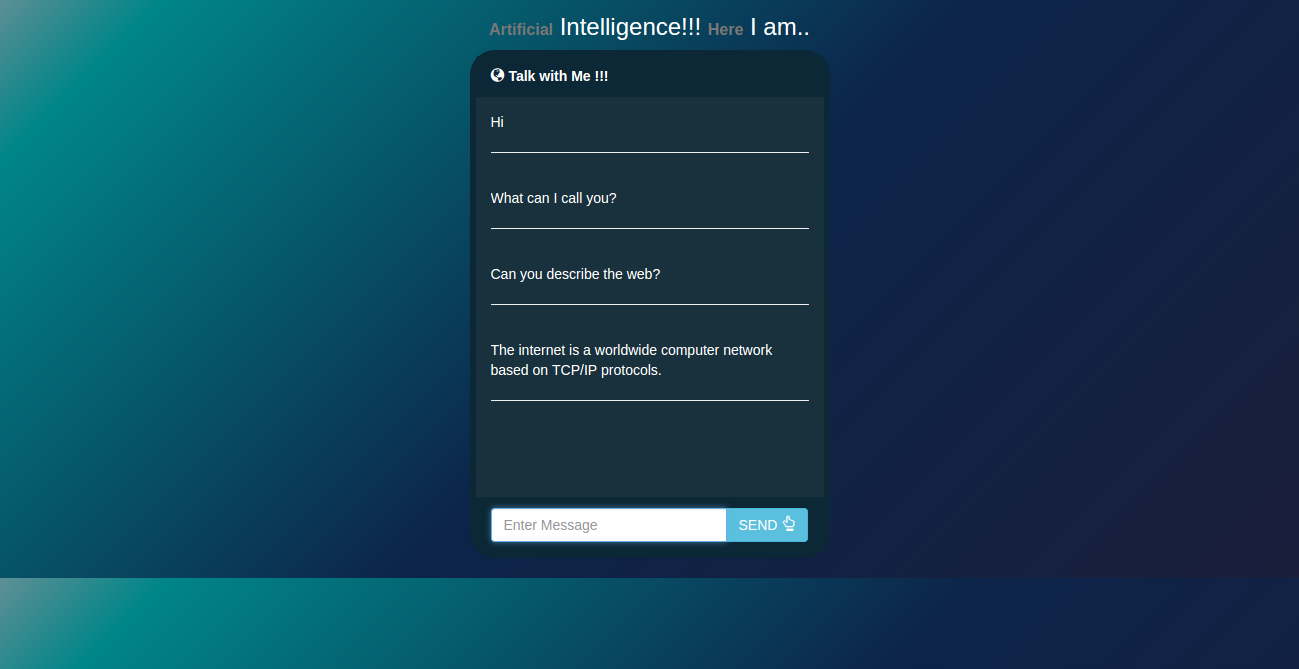 Artificial Intelligence!!! Here I am..
Talk with Me !!!
Hi
What can I call you?
Can you describe the web?
The internet is a worldwide computer network
based on TCP/IP protocols.
Enter Message
SEND